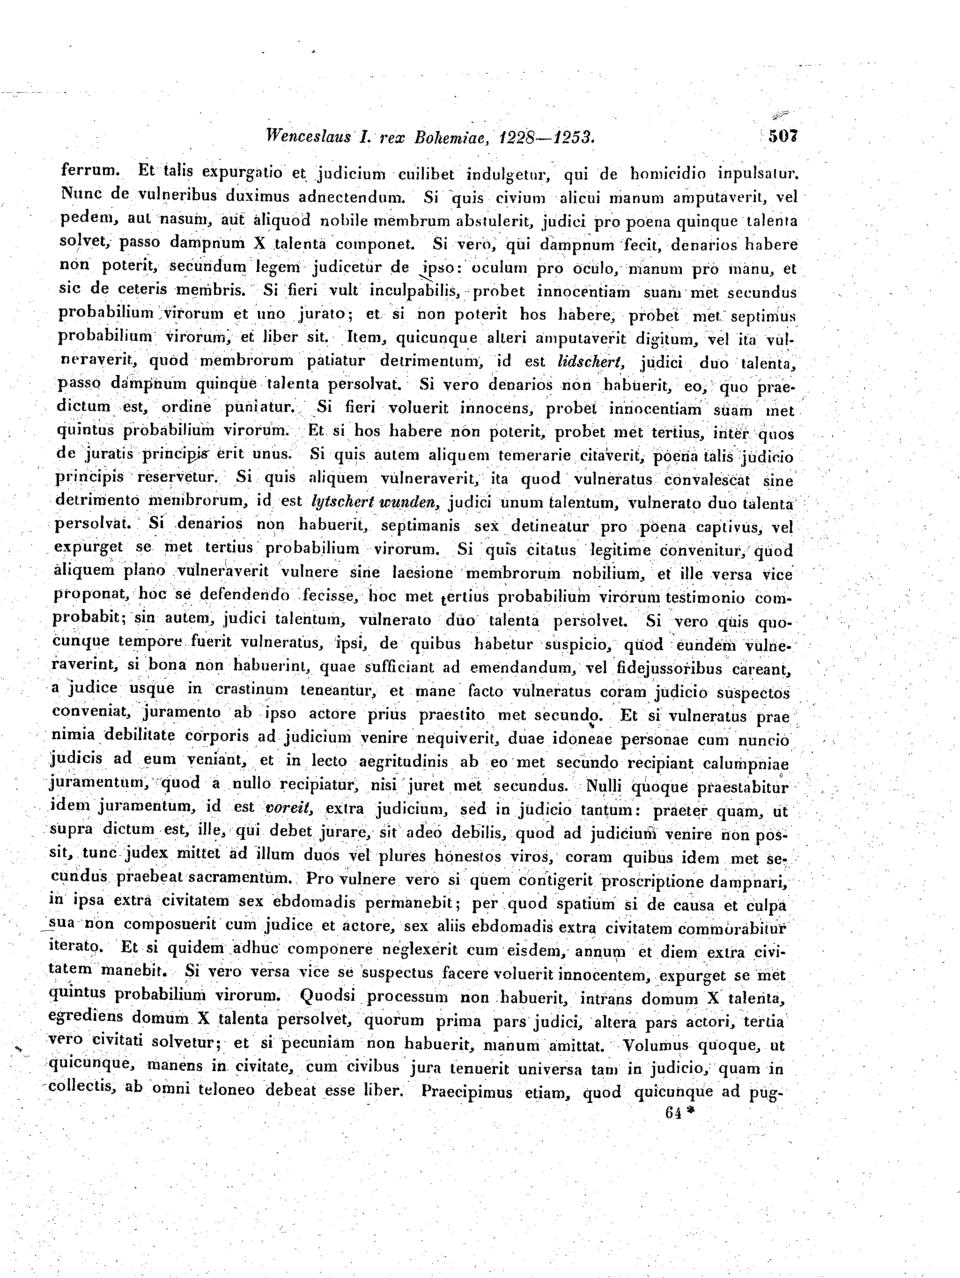 Wenceslaus I. rex Bohemiae, 1228—1253. 507
ferrum. Et talis expurgatio et judicium cuilibet indulgetur, qui de homicidio inpulsatur.
Nunc de vulneribus duximus adnectendum. Si quis civium alicui manum amputaverit, vel
pedem, aut nasum, aut aliquod nobile membrum abstulerit, judici pro poena quinque talenta
solvet, passo dampnum X talenta componet. Si vero, qui dampnum fecit, denarios habere
non poterit, secundum legem judicetur de ipso: oculum pro oculo, manum pro manu, et
sic de ceteris membris. Si fieri vult inculpabilis, probet innocentiam suam met secundus
probabilium virorum et uno jurato; et si non poterit hos habere, probet met septimus
probabilium virorum, et liber sit. Item, quicunque alteri amputaverit digitum, vel ita vul-
neraverit, quod membrorum patiatur detrimentum, id est lidschert, judici duo talenta,
passo dampnum quinque talenta persolvat. Si vero denarios non habuerit, eo, quo prae-
dictum est, ordine puniatur. Si fieri voluerit innocens, probet innocentiam suam met
quintus probabilium virorum. Et si hos habere non poterit, probet met tertius, inter quos
de juratis principis erit unus. Si quis autem aliquem temerarie citaverit, poena talis judicio
principis reservetur. Si quis aliquem vulneraverit, ita quod vulneratus convalescat sine
detrimento membrorum, id est lytschert wunden, judici unum talentum, vulnerato duo talenta
persolvat. Si denarios non habuerit, septimanis sex detineatur pro poena captivus, vel
expurget se met tertius probabilium virorum. Si quis citatus legitime convenitur, quod
aliquem plano vulneraverit vulnere sine laesione membrorum nobilium, et ille versa vice
proponat, hoc se defendendo fecisse, hoc met tertius probabilium virorum testimonio com-
probabit; sin autem, judici talentum, vulnerato duo talenta persolvet. Si vero quis quo-
cunque tempore fuerit vulneratus, ipsi, de quibus habetur suspicio, quod eundem vulne-
raverint, si bona non habuerint, quae sufficiant ad emendandum, vel fidejussoribus careant,
a judice usque in crastinum teneantur, et mane facto vulneratus coram judicio suspectos
conveniat, juramento ab ipso actore prius praestito met secundo. Et si vulneratus prae
nimia debilitate corporis ad judicium venire nequiverit, duae idoneae personae cum nuncio
judicis ad eum veniant, et in lecto aegritudinis ab eo met secundo recipiant calumpniae
juramentum, quod a nullo recipiatur, nisi juret met secundus. Nulli quoque praestabitur
idem juramentum, id est voreit, extra judicium, sed in judicio tantum: praeter quam, ut
supra dictum est, ille, qui debet jurare, sit adeo debilis, quod ad judicium venire non pos-
sit, tunc judex mittet ad illum duos vel plures honestos viros, coram quibus idem met se-
cundus praebeat sacramentum. Pro vulnere vero si quem contigerit proscriptione dampnari,
in ipsa extra civitatem sex ebdomadis permanebit; per quod spatium si de causa et culpa
sua non composuerit cum judice et actore, sex aliis ebdomadis extra civitatem commorabitur
iterato. Et si quidem adhuc componere neglexerit cum eisdem, annum et diem extra civi-
tatem manebit. Si vero versa vice se suspectus facere voluerit innocentem, expurget se met
quintus probabilium virorum. Quodsi processum non habuerit, intrans domum X talenta,
egrediens domum X talenta persolvet, quorum prima pars judici, altera pars actori, tertia
vero civitati solvetur; et si pecuniam non habuerit, manum amittat. Volumus quoque, ut
quicunque, manens in civitate, cum civibus jura tenuerit universa tam in judicio, quam in
collectis, ab omni teloneo debeat esse liber. Praecipimus etiam, quod quicunque ad pug-
64*